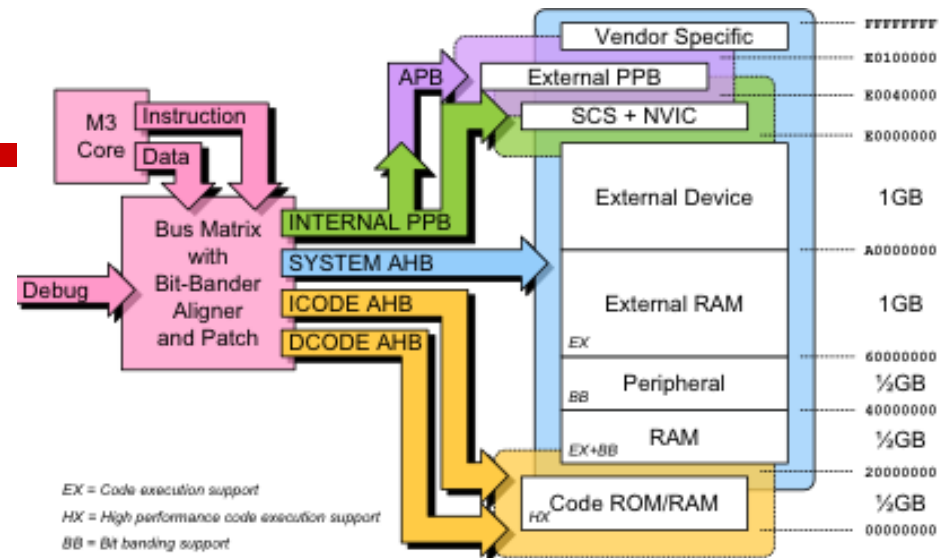 Vendor Specific
FFFFFFFF
E0100000
APB
External PPB
E0040000
M3
Core
Instruction
Data
SCS + NVIC
E0000000
External Device
1GB
INTERNAL PPB
Bus Matrix
with
Bit-Bander
Aligner
and Patch
SYSTEM AHB
A0000000
Debug
ICODE AHB
External RAM
1GB
EX
DCODE AHB
60000000
Peripheral
½GB
BB
40000000
RAM
½GB
EX+BB
20000000
Code ROM/RAM
½GB
HX
00000000
EX = Code execution support
HX = High performance code execution support
BB = Bit banding support